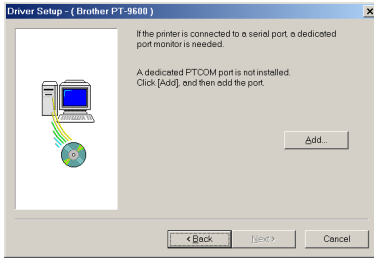 Driver Setup - ( Brother PT-9600 )
If the printer is connected to a serial port, a dedicated
port monitor is needed.
A dedicated PTCOM port is not installed.
Click [Add], and then add the port.
Add...
< Back
Next >
Cancel